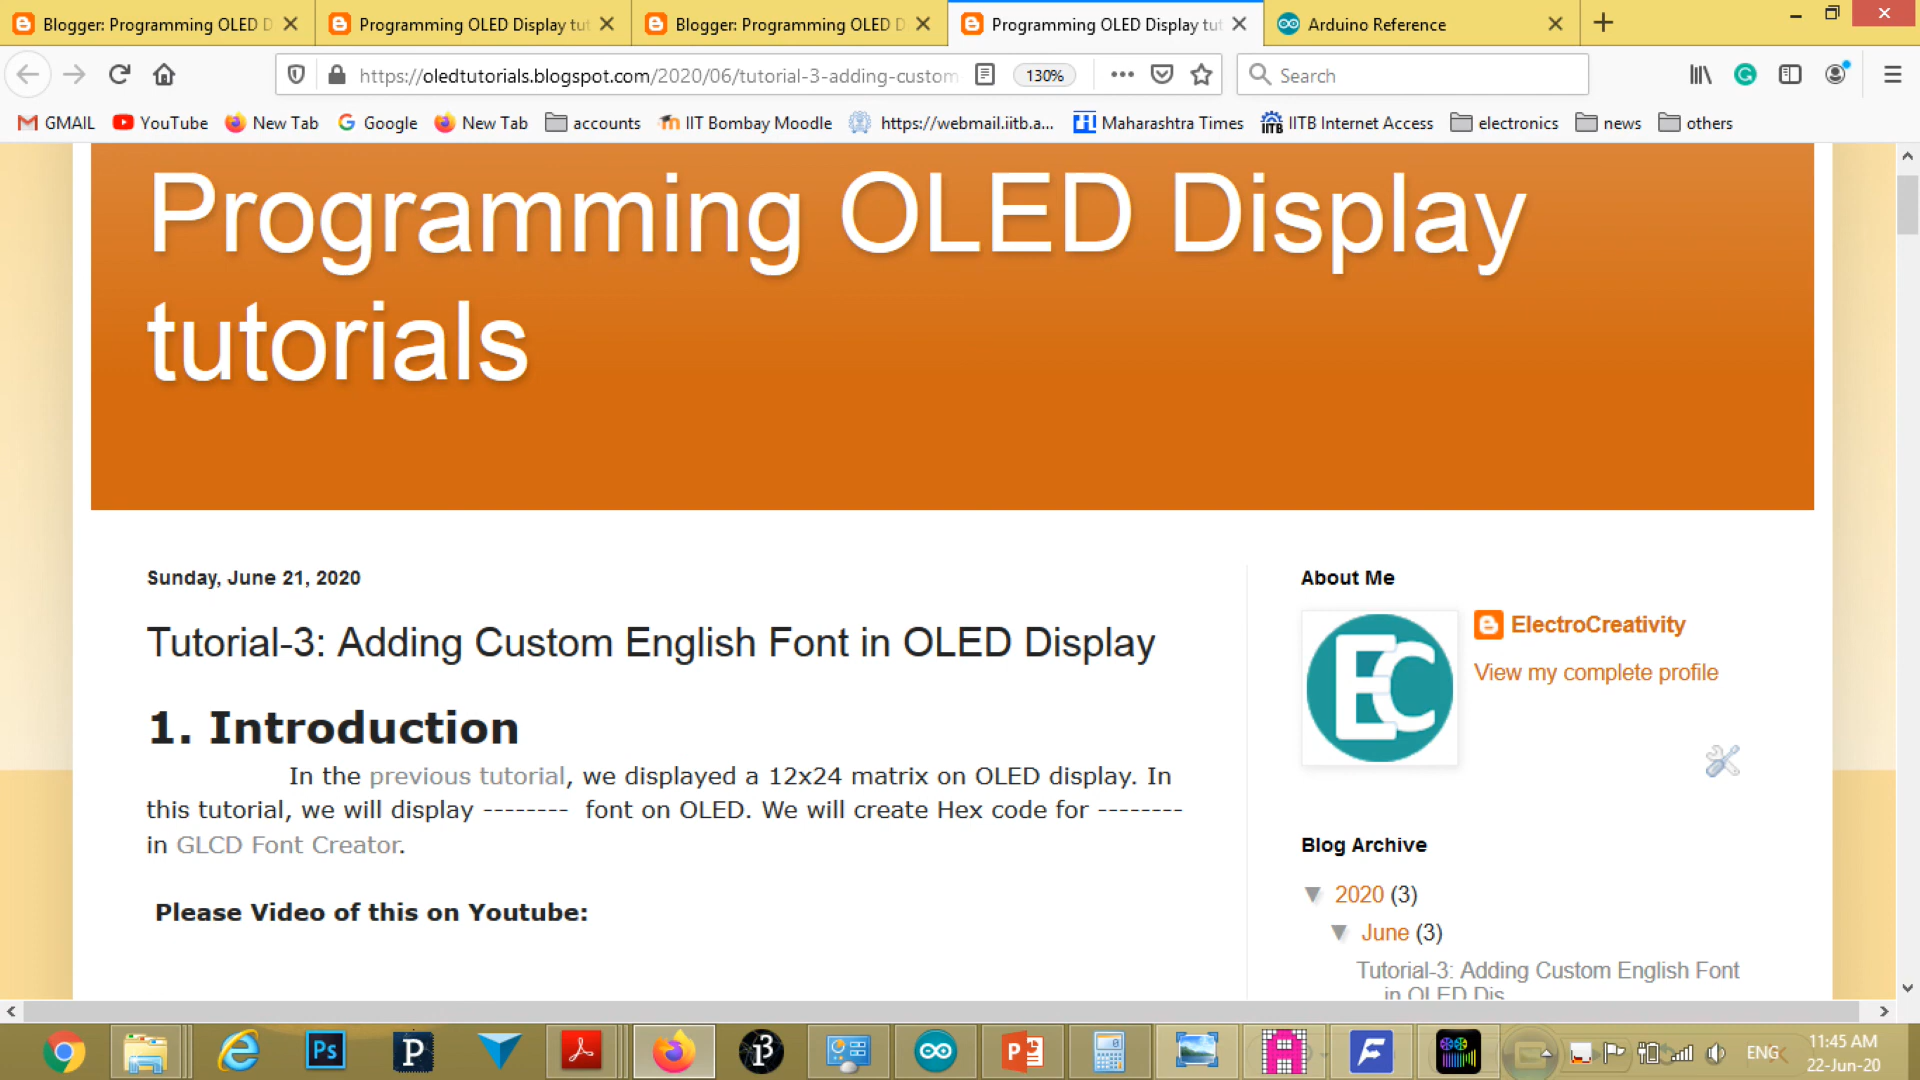 Blogger: Programming OLED D
Programming OLED Display tut
Blogger: Programming OLED D
Programming OLED Display tut
Arduino Reference
https://oledtutorials.blogspot.com/2020/06/tutorial-3-adding-custom
130%
Search
GMAIL
YouTube
New Tab
Google
New Tab
accounts
IIT Bombay Moodle
https://webmail.iitb.a...
Maharashtra Times
IITB Internet Access
electronics
news
others
Programming OLED Display
tutorials
Sunday, June 21, 2020
Tutorial-3: Adding Custom English Font in OLED Display
1. Introduction
In the previous tutorial, we displayed a 12x24 matrix on OLED display. In
this tutorial, we will display -------- font on OLED. We will create Hex code for --------
in GLCD Font Creator.
Please Video of this on Youtube:
About Me
EC
ElectroCreativity
View my complete profile
Blog Archive
▼ 2020 (3)
▼ June (3)
Tutorial-3: Adding Custom English Font
in OLED Dis
ENG
11:45 AM
22-Jun-20